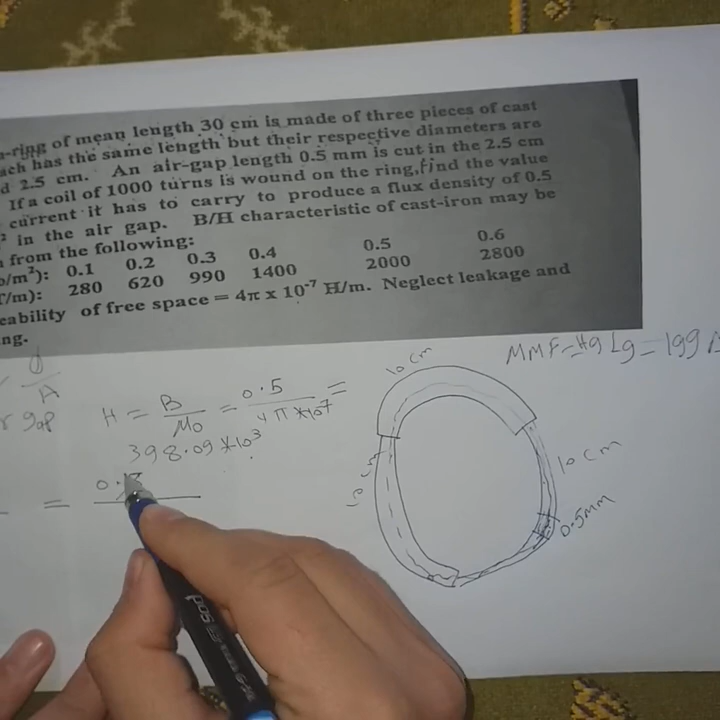 -ring of mean length 30 cm is made of three pieces of cast
ach has the same length but their respective diameters are
d 2.5 cm. An air-gap length 0.5 mm is cut in the 2.5 cm
If a coil of 1000 turns is wound on the ring, find the value
current it has to carry to produce a flux density of 0.5
² in the air gap. B/H characteristic of cast-iron may be
from the following:
b/m²): 0.1 0.2 0.3 0.4 0.5 0.6
T/m): 280 620 990 1400 2000 2800
eability of free space = 4π x 10⁻⁷ H/m. Neglect leakage and
ng.
MMF = Hg Lg = 199
A
r gap
H = B/Mo = 0.5/4π*10⁷ =
398.09 * 10³
= 0.
10 cm
10 cm
10 cm
0.5mm